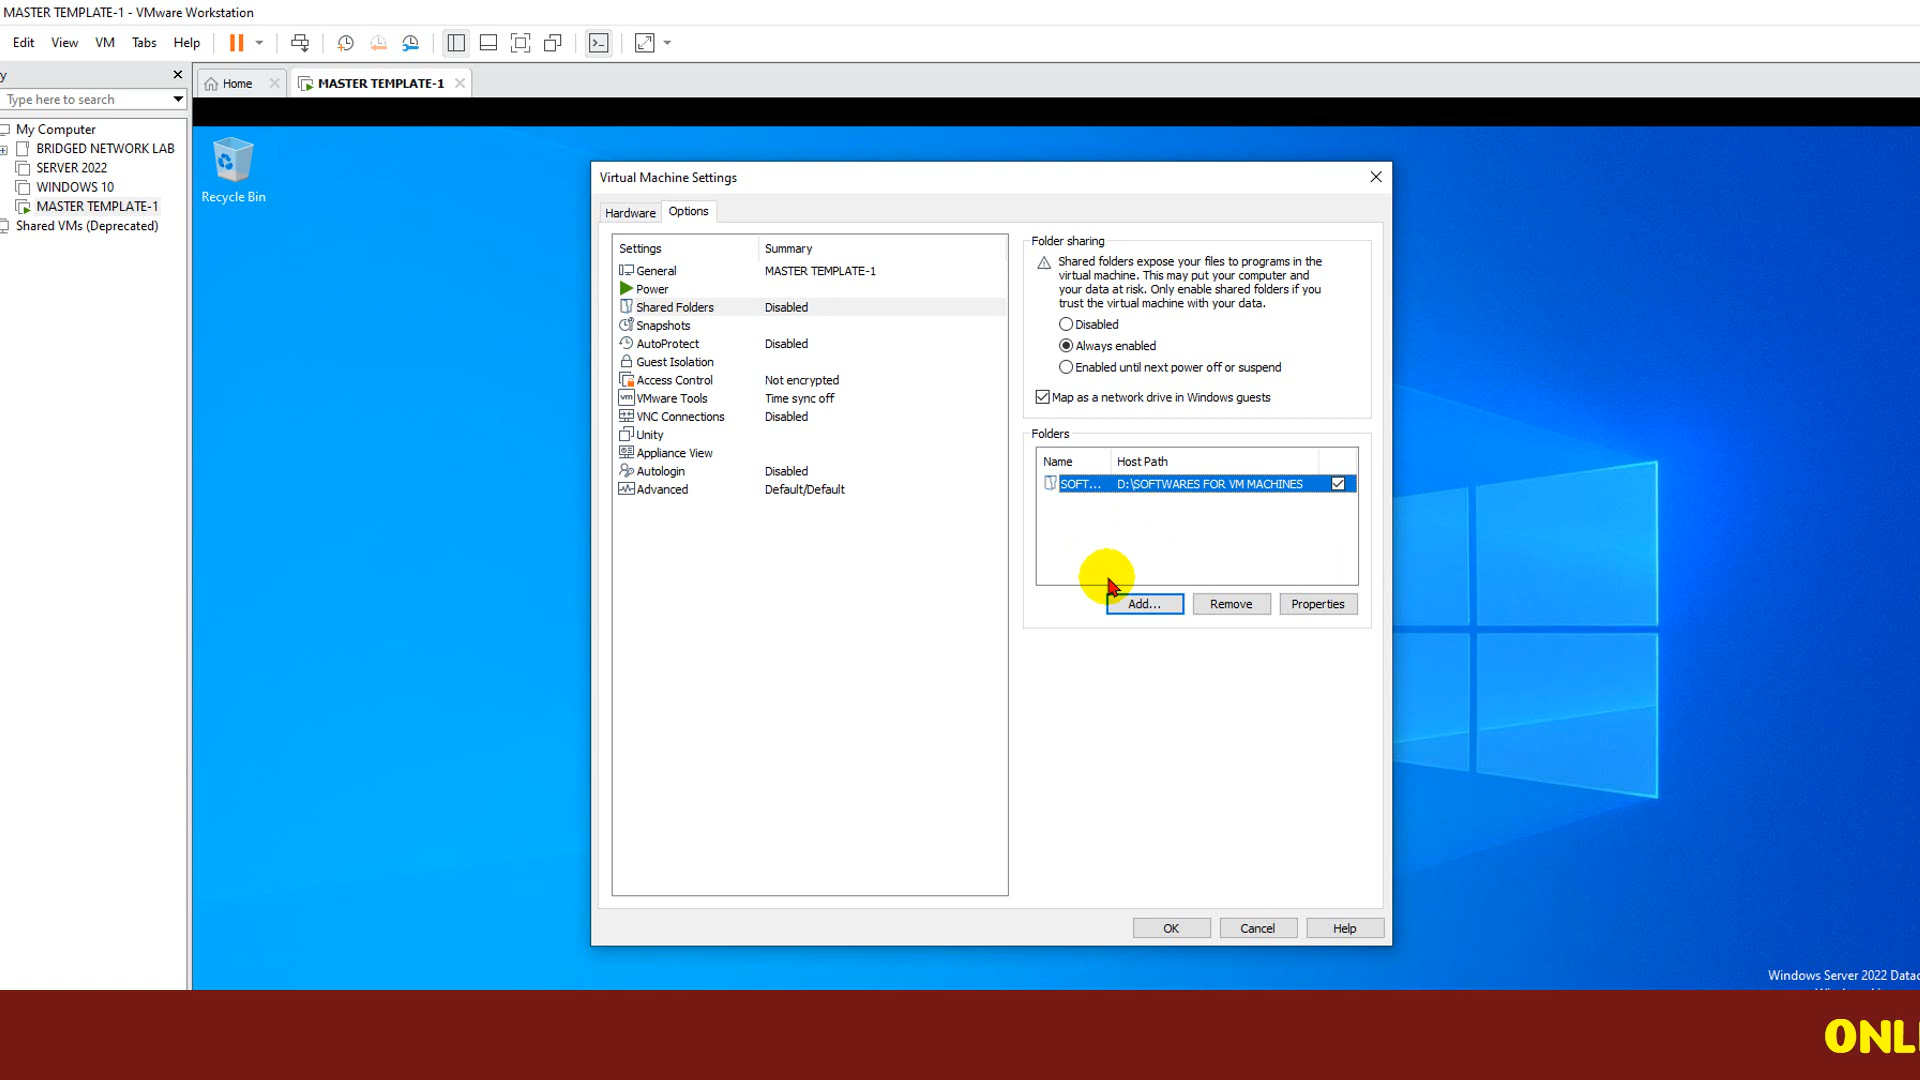 MASTER TEMPLATE-1 - VMware Workstation
Edit View VM Tabs Help
y
Type here to search
My Computer
BRIDGED NETWORK LAB
SERVER 2022
WINDOWS 10
MASTER TEMPLATE-1
Shared VMs (Deprecated)
Home
MASTER TEMPLATE-1
Recycle Bin
Virtual Machine Settings
Hardware Options
Settings Summary
General MASTER TEMPLATE-1
Power
Shared Folders Disabled
Snapshots
AutoProtect Disabled
Guest Isolation
Access Control Not encrypted
VMware Tools Time sync off
VNC Connections Disabled
Unity
Appliance View
Autologin Disabled
Advanced Default/Default
Folder sharing
Shared folders expose your files to programs in the
virtual machine. This may put your computer and
your data at risk. Only enable shared folders if you
trust the virtual machine with your data.
Disabled
Always enabled
Enabled until next power off or suspend
Map as a network drive in Windows guests
Folders
Name Host Path
SOFT... D:\SOFTWARES FOR VM MACHINES
Add... Remove Properties
OK Cancel Help
Windows Server 2022 Datac
ONL